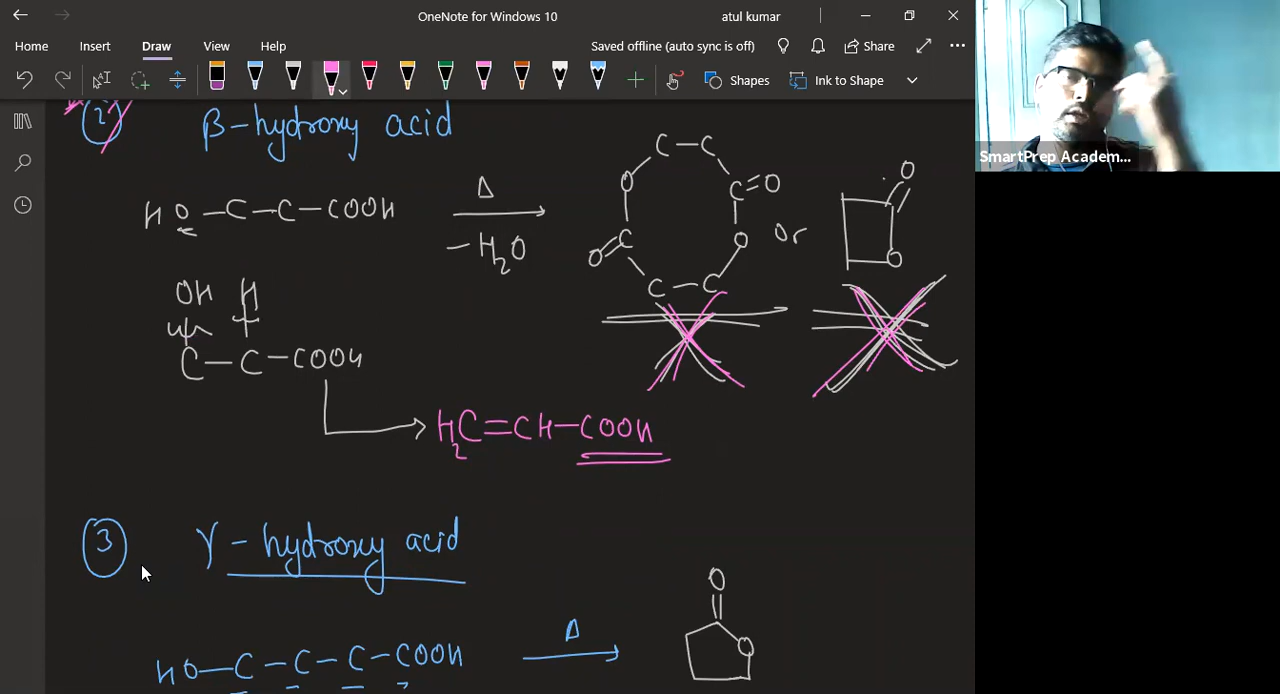 OneNote for Windows 10
atul kumar
Home Insert Draw View Help
Saved offline (auto sync is off)
Share
Shapes
Ink to Shape
SmartPrep Academ...
2 β-hydroxy acid
HO-C-C-COOH
Δ
-H2O
C-C
O
C=O
O
O=C
C-C
Or
O
O
OH H
C-C-COOH
H2C=CH-COOH
3 γ-hydroxy acid
HO-C-C-C-COOH
Δ
O
O